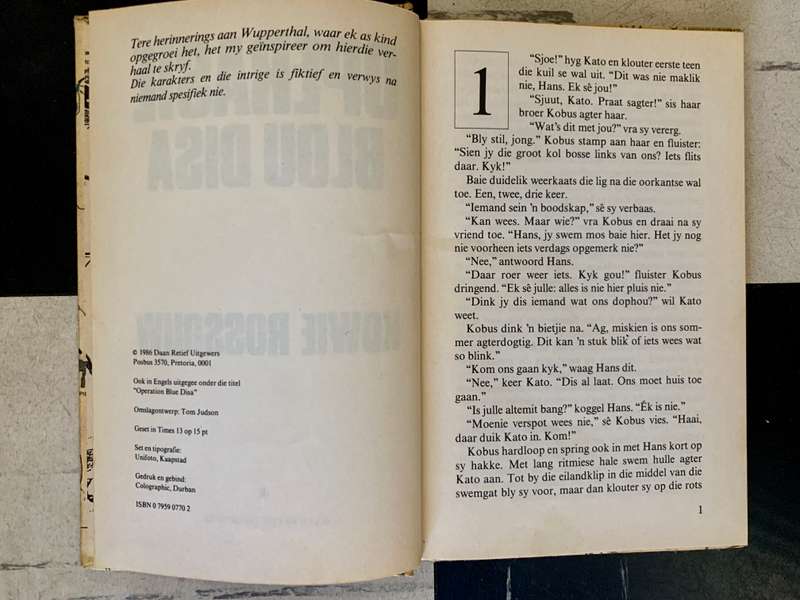 Tere herinnerings aan Wupperthal, waar ek as kind
opgegroei het, het my geïnspireer om hierdie ver-
haal te skryf.
Die karakters en die intrige is fiktief en verwys na
niemand spesifiek nie.
BLOU DISA
KOWIE ROSSOUW
© 1986 Daan Retief Uitgewers
Posbus 3570, Pretoria, 0001
Ook in Engels uitgegee onder die titel
"Operation Blue Disa"
Omslagontwerp: Tom Judson
Geset in Times 13 op 15 pt
Set en tipografie:
Unifoto, Kaapstad
Gedruk en gebind:
Colographic, Durban
ISBN 0 7959 0770 2
1
“Sjoe!” hyg Kato en klouter eerste teen
die kuil se wal uit. “Dit was nie maklik
nie, Hans. Ek sê jou!”
“Sjuut, Kato. Praat sagter!” sis haar
broer Kobus agter haar.
“Wat's dit met jou?” vra sy vererg.
“Bly stil, jong.” Kobus stamp aan haar en fluister:
“Sien jy die groot kol bosse links van ons? Iets flits
daar. Kyk!”
Baie duidelik weerkaats die lig na die oorkantse wal
toe. Een, twee, drie keer.
“Iemand sein 'n boodskap,” sê sy verbaas.
“Kan wees. Maar wie?” vra Kobus en draai na sy
vriend toe. “Hans, jy swem mos baie hier. Het jy nog
nie voorheen iets verdags opgemerk nie?”
“Nee,” antwoord Hans.
“Daar roer weer iets. Kyk gou!” fluister Kobus
dringend. “Ek sê julle: alles is nie hier pluis nie.”
“Dink jy dis iemand wat ons dophou?” wil Kato
weet.
Kobus dink 'n bietjie na. “Ag, miskien is ons som-
mer agterdogtig. Dit kan 'n stuk blik of iets wees wat
so blink.”
“Kom ons gaan kyk,” waag Hans dit.
“Nee,” keer Kato. “Dis al laat. Ons moet huis toe
gaan.”
“Is julle altemit bang?” koggel Hans. “Ék is nie.”
“Moenie verspot wees nie,” sê Kobus vies. “Haai,
daar duik Kato in. Kom!”
Kobus hardloop en spring ook in met Hans kort op
sy hakke. Met lang ritmiese hale swem hulle agter
Kato aan. Tot by die eilandklip in die middel van die
swemgat bly sy voor, maar dan klouter sy op die rots
1